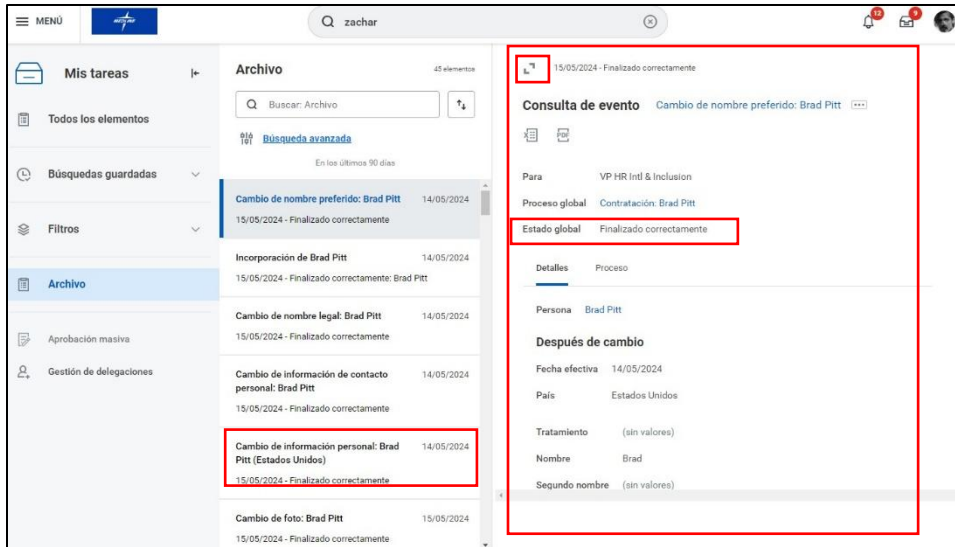 MENÚ
zachar
12
9
Mis tareas
Todos los elementos
Búsquedas guardadas
Filtros
Archivo
Aprobación masiva
Gestión de delegaciones
Archivo
45 elementos
Buscar: Archivo
Búsqueda avanzada
En los últimos 90 días
Cambio de nombre preferido: Brad Pitt 14/05/2024
15/05/2024 - Finalizado correctamente
Incorporación de Brad Pitt 14/05/2024
15/05/2024 - Finalizado correctamente: Brad Pitt
Cambio de nombre legal: Brad Pitt 14/05/2024
15/05/2024 - Finalizado correctamente
Cambio de información de contacto 14/05/2024
personal: Brad Pitt
15/05/2024 - Finalizado correctamente
Cambio de información personal: Brad 14/05/2024
Pitt (Estados Unidos)
15/05/2024 - Finalizado correctamente
Cambio de foto: Brad Pitt 15/05/2024
15/05/2024 - Finalizado correctamente
15/05/2024 - Finalizado correctamente
Consulta de evento Cambio de nombre preferido: Brad Pitt
PDF
Para VP HR Intl & Inclusion
Proceso global Contratación: Brad Pitt
Estado global Finalizado correctamente
Detalles Proceso
Persona Brad Pitt
Después de cambio
Fecha efectiva 14/05/2024
País Estados Unidos
Tratamiento (sin valores)
Nombre Brad
Segundo nombre (sin valores)